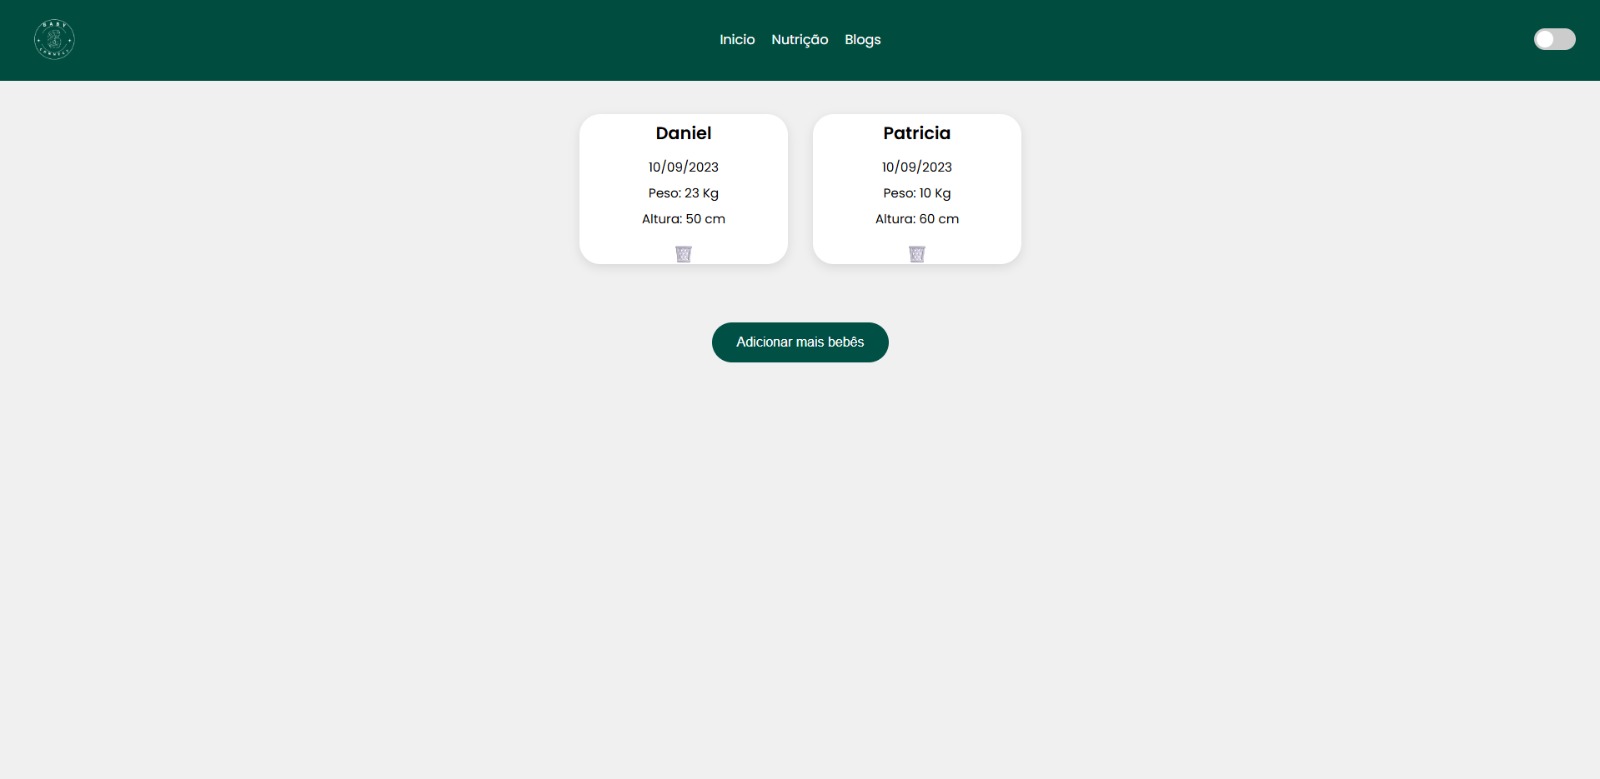 BABY
Inicio
Nutrição
Blogs
Daniel
10/09/2023
Peso: 23 Kg
Altura: 50 cm
Patricia
10/09/2023
Peso: 10 Kg
Altura: 60 cm
Adicionar mais bebês